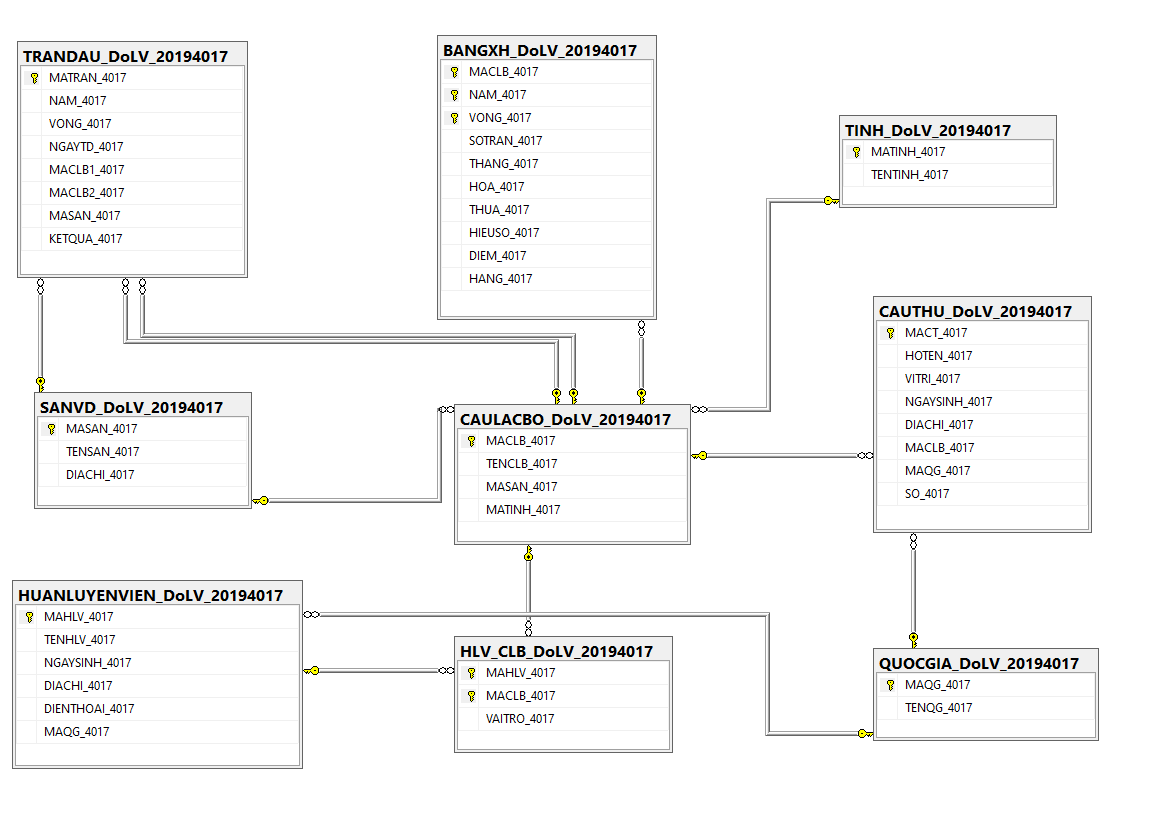 TRANDAU_DoLV_20194017
MATRAN_4017
NAM_4017
VONG_4017
NGAYTD_4017
MACLB1_4017
MACLB2_4017
MASAN_4017
KETQUA_4017
BANGXH_DoLV_20194017
MACLB_4017
NAM_4017
VONG_4017
SOTRAN_4017
THANG_4017
HOA_4017
THUA_4017
HIEUSO_4017
DIEM_4017
HANG_4017
TINH_DoLV_20194017
MATINH_4017
TENTINH_4017
CAUTHU_DoLV_20194017
MACT_4017
HOTEN_4017
VITRI_4017
NGAYSINH_4017
DIACHI_4017
MACLB_4017
MAQG_4017
SO_4017
SANVD_DoLV_20194017
MASAN_4017
TENSAN_4017
DIACHI_4017
CAULACBO_DoLV_20194017
MACLB_4017
TENCLB_4017
MASAN_4017
MATINH_4017
HUANLUYENVIEN_DoLV_20194017
MAHLV_4017
TENHLV_4017
NGAYSINH_4017
DIACHI_4017
DIENTHOAI_4017
MAQG_4017
HLV_CLB_DoLV_20194017
MAHLV_4017
MACLB_4017
VAITRO_4017
QUOCGIA_DoLV_20194017
MAQG_4017
TENQG_4017